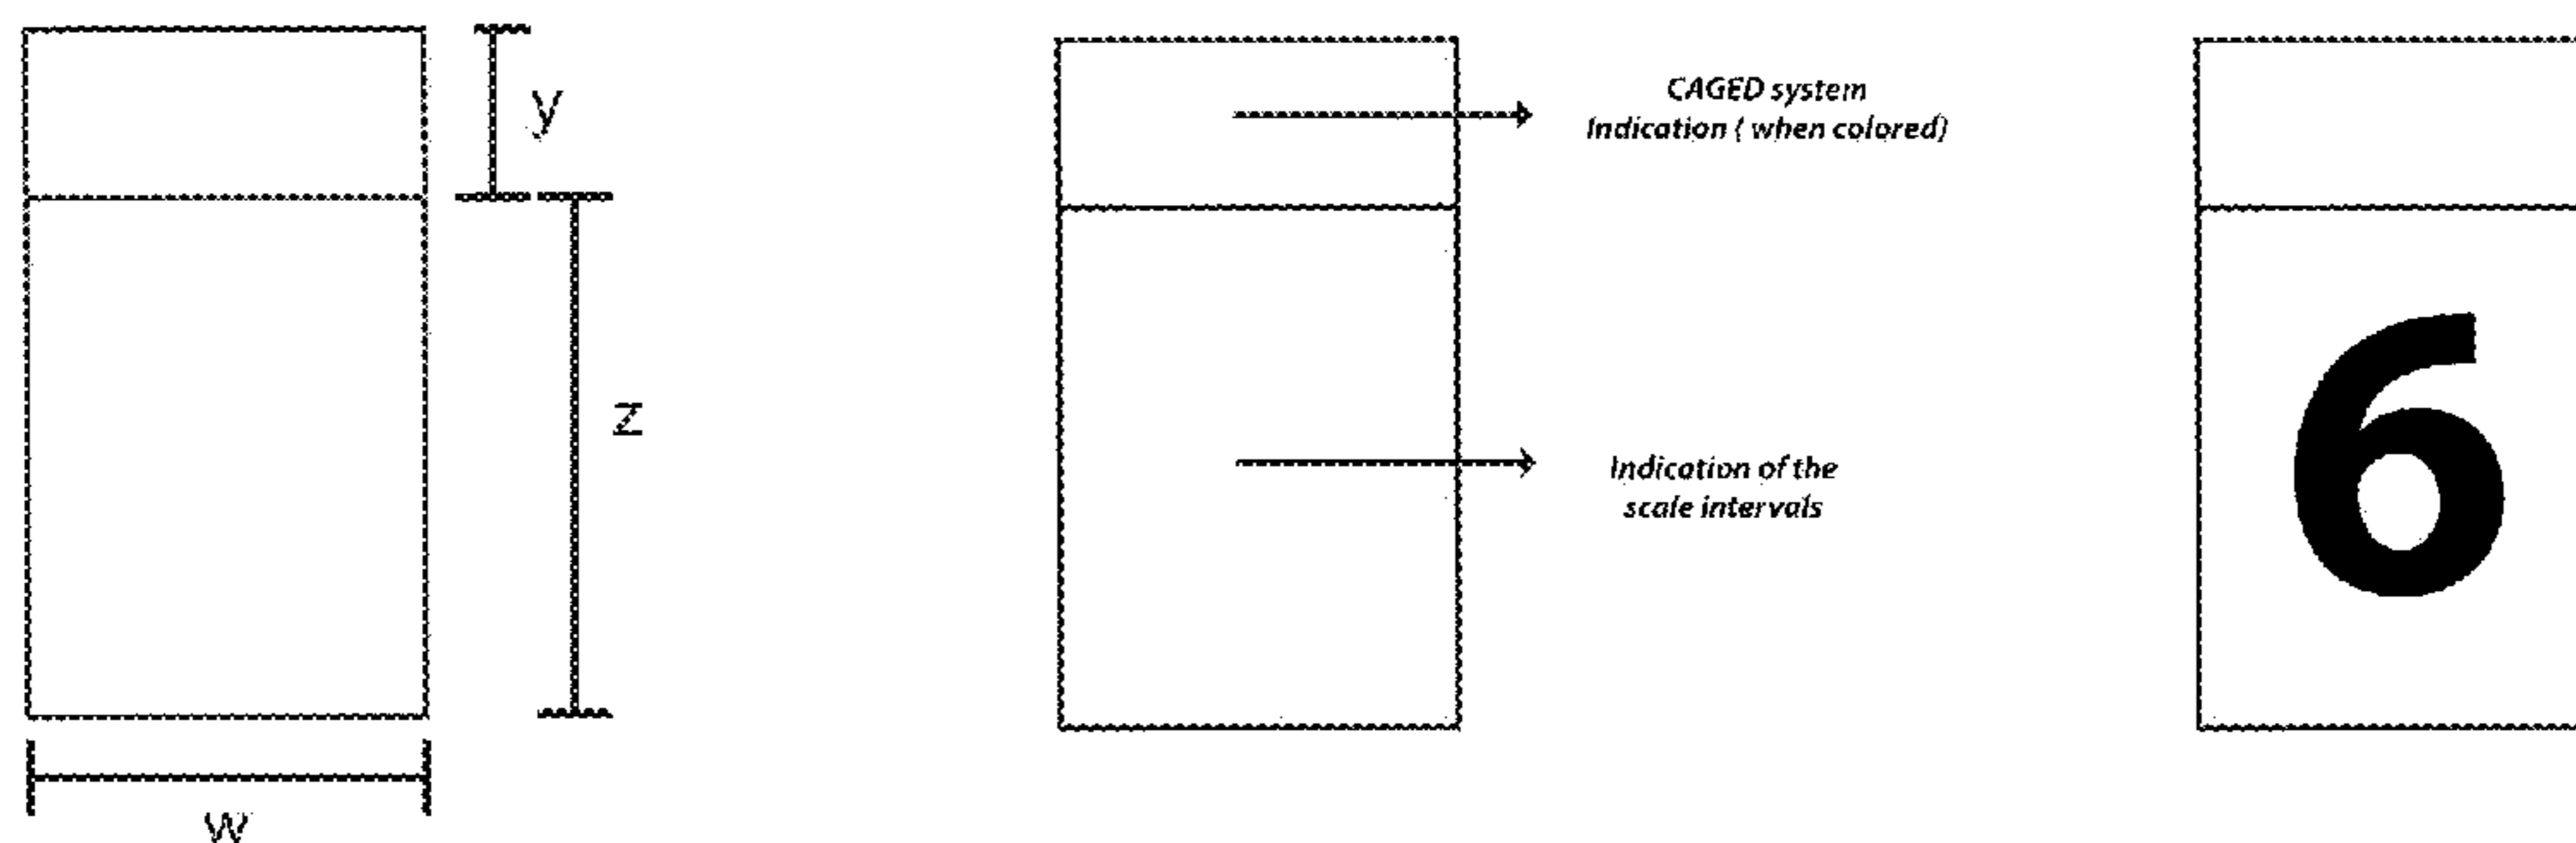 y
z
w
CAGED system
Indication ( when colored)
Indication of the
scale intervals
6